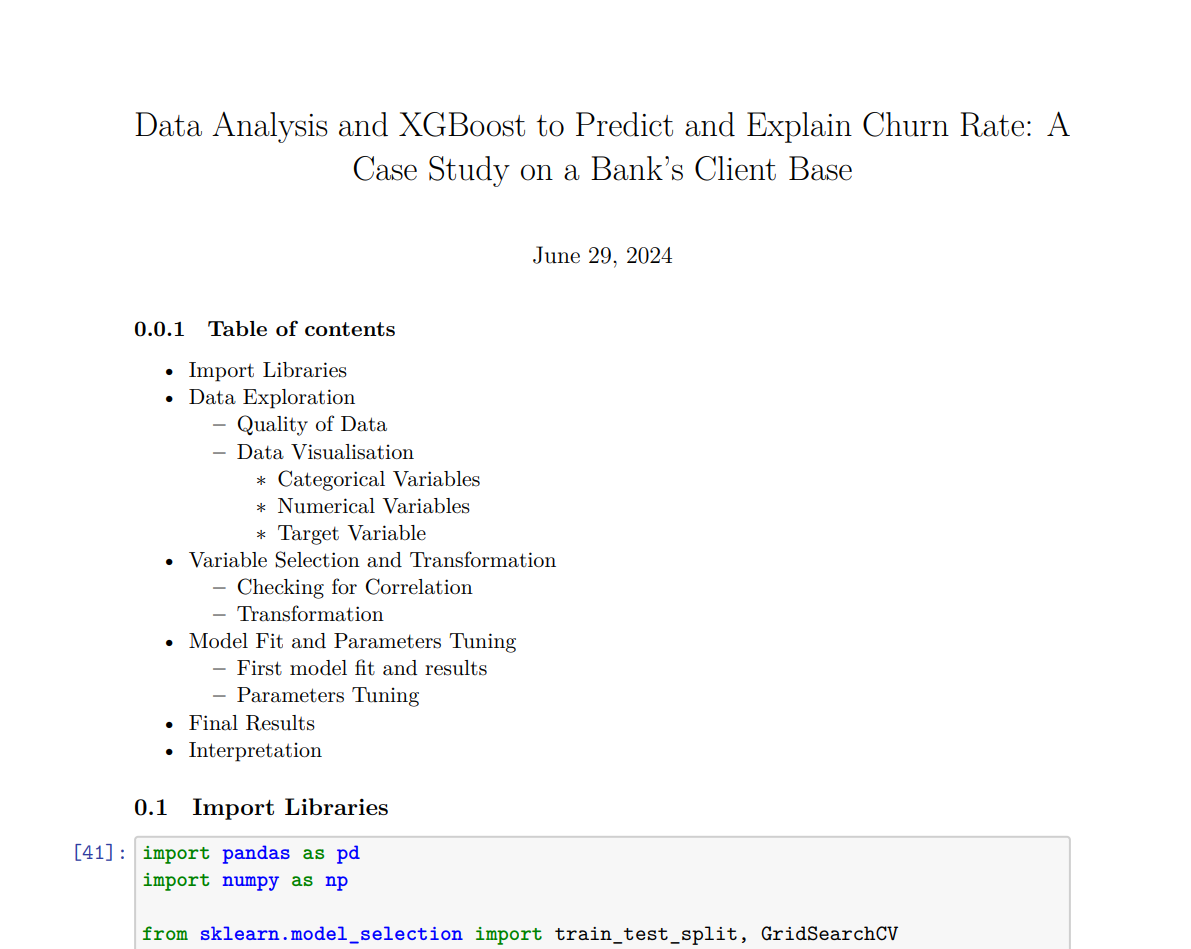 Data Analysis and XGBoost to Predict and Explain Churn Rate: A
Case Study on a Bank's Client Base
June 29, 2024
0.0.1 Table of contents
• Import Libraries
• Data Exploration
– Quality of Data
– Data Visualisation
∗ Categorical Variables
∗ Numerical Variables
∗ Target Variable
• Variable Selection and Transformation
– Checking for Correlation
– Transformation
• Model Fit and Parameters Tuning
– First model fit and results
– Parameters Tuning
• Final Results
• Interpretation
0.1 Import Libraries
[41]: import pandas as pd
import numpy as np
from sklearn.model_selection import train_test_split, GridSearchCV